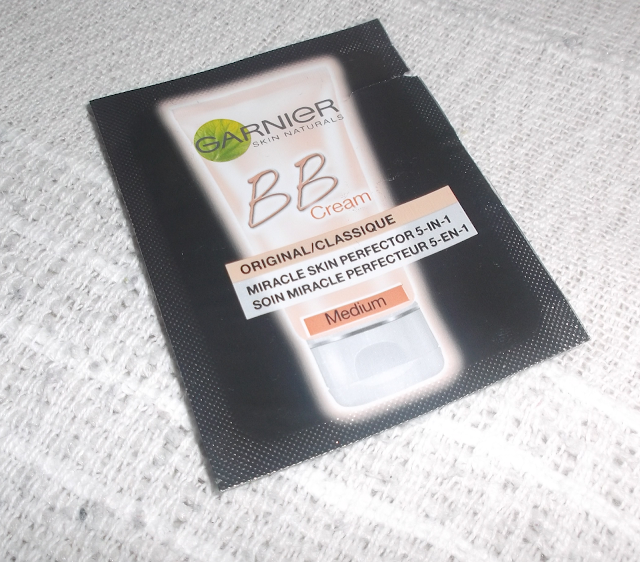 GARNIER
SKIN NATURALS
BB
Cream
ORIGINAL/CLASSIQUE
MIRACLE SKIN PERFECTOR 5-IN-1
SOIN MIRACLE PERFECTEUR 5-EN-1
Medium